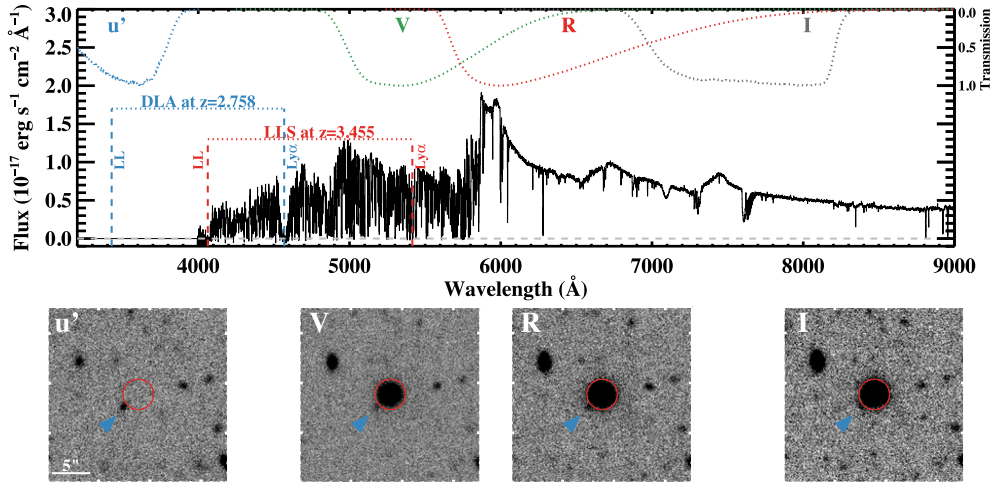 3.0
2.5
2.0
1.5
1.0
0.5
0.0
Flux (10⁻¹⁷ erg s⁻¹ cm⁻² Å⁻¹)
u’
V
R
I
0.0
0.5
1.0
Transmission
DLA at z=2.758
LLS at z=3.455
LL
LL
Lyα
Lyα
4000
5000
6000
7000
8000
9000
Wavelength (Å)
u’
V
R
I
5"